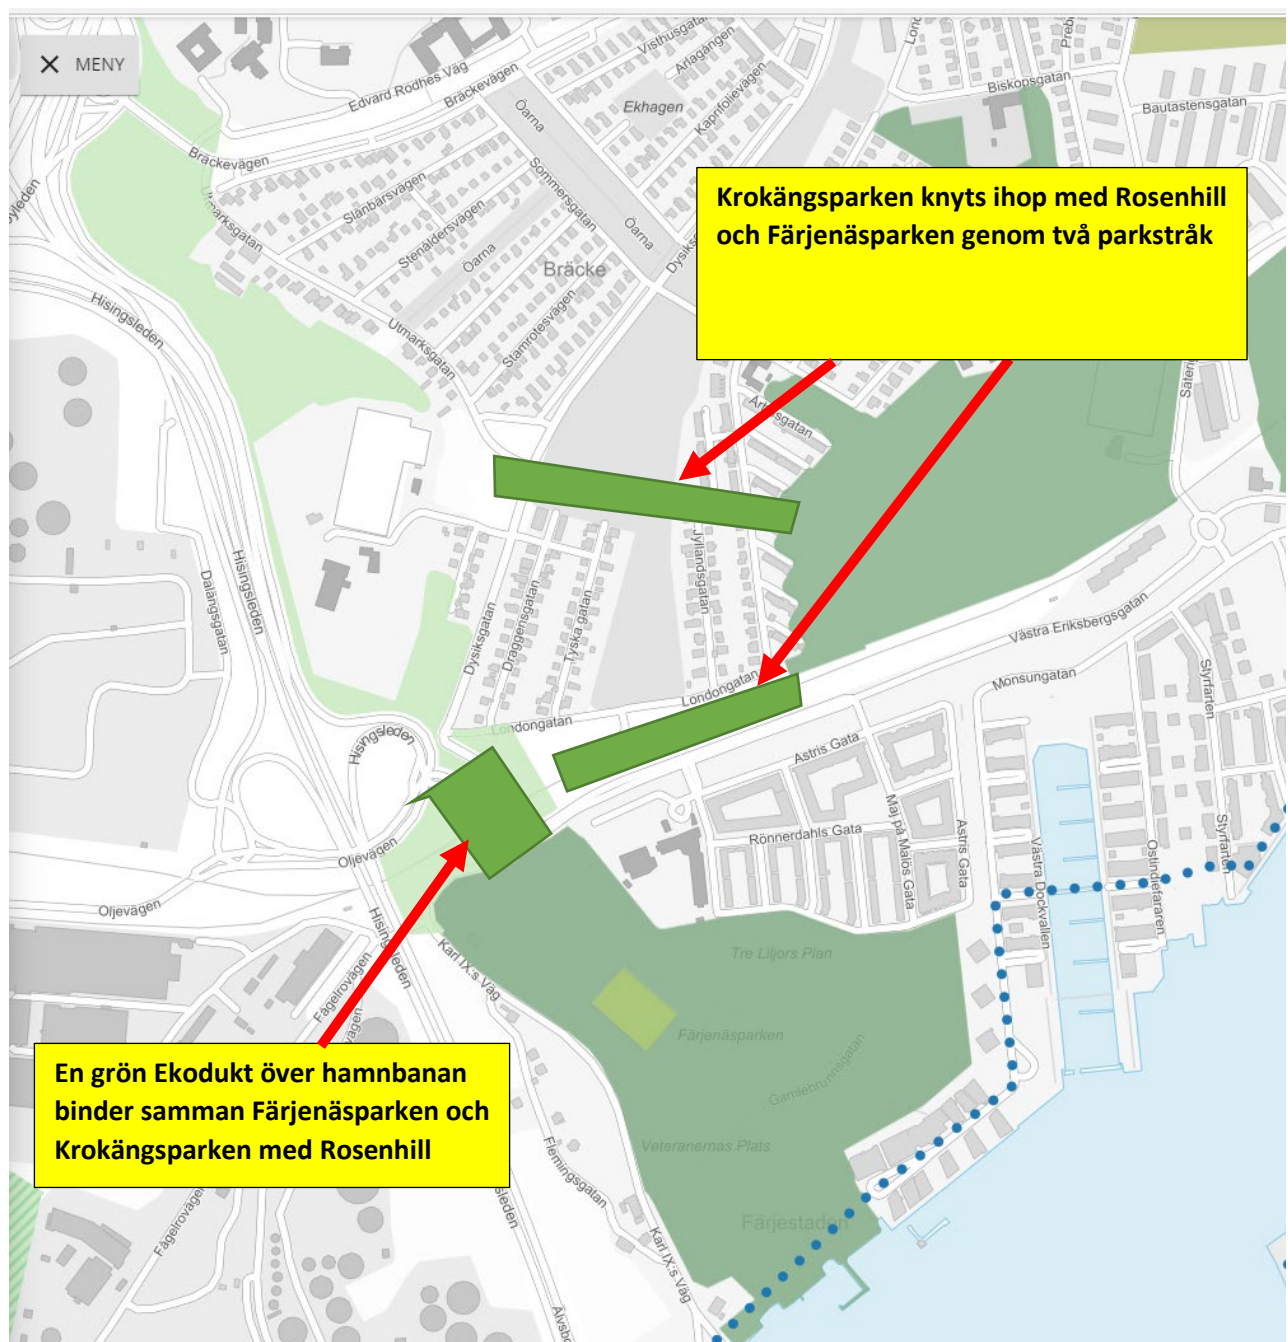 MENY
Visthusgatan
Arlagången
Edvard Rodhes Väg
Bräckevägen
Kaprifolievägen
Ekhagen
Biskopsgatan
Bautastensgatan
Öarna
Bräckevägen
Sommersgatan
Slånbärsvägen
Utmarksgatan
Stenåldersvägen
Öarna
Öarna
Bräcke
Krokängsparken knyts ihop med Rosenhill
och Färjenäsparken genom två parkstråk
Hisingsleden
Stamrotesvägen
Utmarksgatan
Jyllandsgatan
Hisingsleden
Dalängsgatan
Dysiksgatan
Draggensgatan
Tyska gatan
Västra Eriksbergsgatan
Styrfarten
Monsungatan
Londongatan
Londongatan
Hisingsleden
Astris Gata
Rönnerdahls Gata
Maj på Malös Gata
Astris Gata
Västra Dockvallen
Ostindiefararen
Styrfarten
Oljevägen
Oljevägen
Hisingsleden
Karl IX:s Väg
Fågelrovägen
Tre Liljors Plan
Färjenäsparken
Gamlebrunnsgatan
En grön Ekodukt över hamnbanan
binder samman Färjenäsparken och
Krokängsparken med Rosenhill
Veteranernas Plats
Flemingsgatan
Färjestaden
Fågelrovägen
Karl IX:s Väg